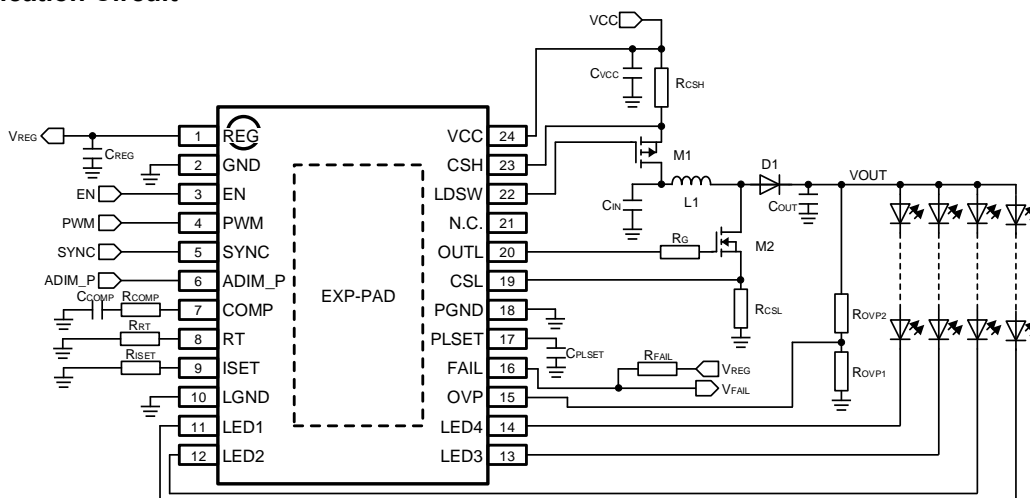 VCC
CVCC
RCSH
VREG
CREG
1 REG
2 GND
EN
3 EN
PWM
4 PWM
SYNC
5 SYNC
ADIM_P
6 ADIM_P
CCOMP
RCOMP
7 COMP
RRT
8 RT
RISET
9 ISET
10 LGND
11 LED1
12 LED2
EXP-PAD
VCC 24
CSH 23
LDSW 22
N.C. 21
OUTL 20
CSL 19
PGND 18
PLSET 17
FAIL 16
OVP 15
LED4 14
LED3 13
M1
CIN
L1
D1
COUT
VOUT
RG
M2
RCSL
CPLSET
RFAIL
VREG
VFAIL
ROVP2
ROVP1